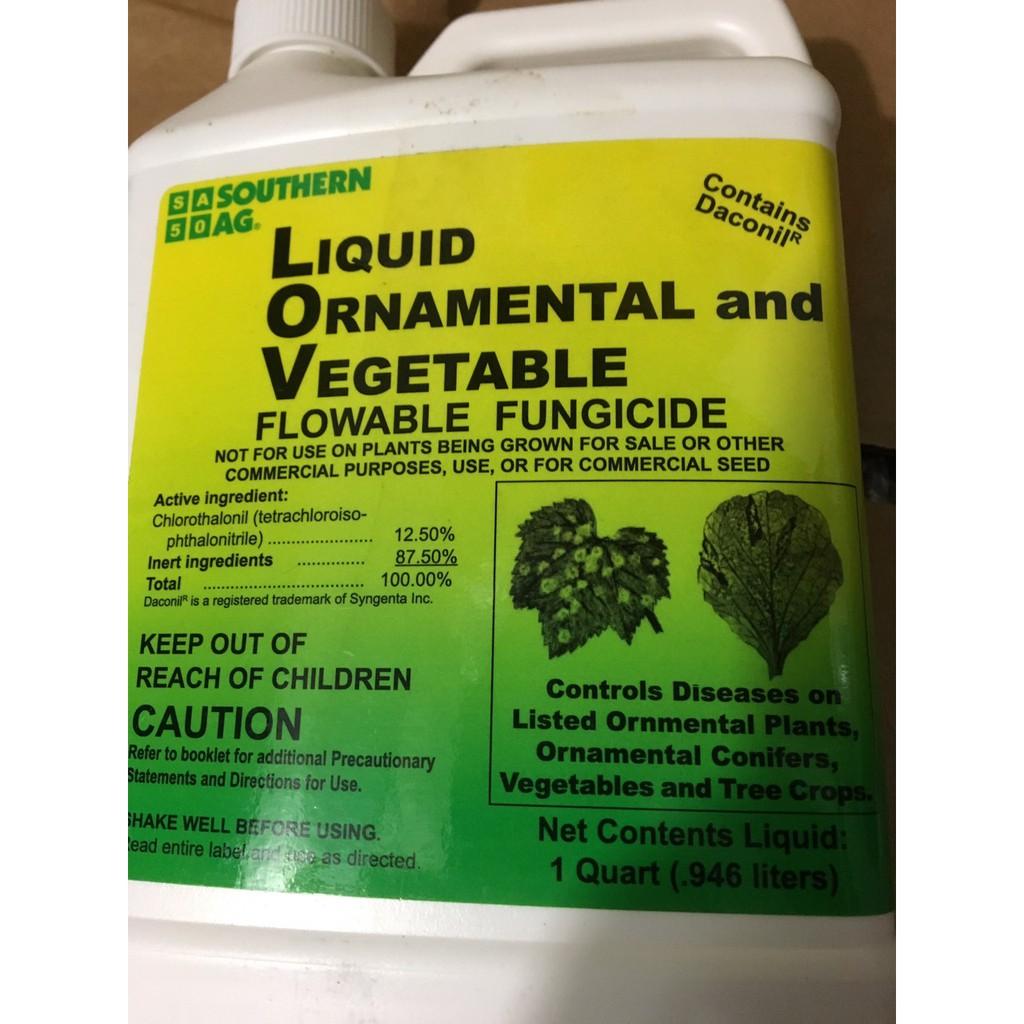 SA SOUTHERN
50 AG®
Contains
DaconilR
LIQUID
ORNAMENTAL and
VEGETABLE
FLOWABLE FUNGICIDE
NOT FOR USE ON PLANTS BEING GROWN FOR SALE OR OTHER
COMMERCIAL PURPOSES, USE, OR FOR COMMERCIAL SEED
Active ingredient:
Chlorothalonil (tetrachloroiso-
phthalonitrile) ..................... 12.50%
Inert ingredients .............. 87.50%
Total ................................. 100.00%
DaconilR is a registered trademark of Syngenta Inc.
KEEP OUT OF
REACH OF CHILDREN
CAUTION
Refer to booklet for additional Precautionary
Statements and Directions for Use.
SHAKE WELL BEFORE USING.
Read entire label and use as directed.
Controls Diseases on
Listed Ornmental Plants,
Ornamental Conifers,
Vegetables and Tree Crops.
Net Contents Liquid:
1 Quart (.946 liters)